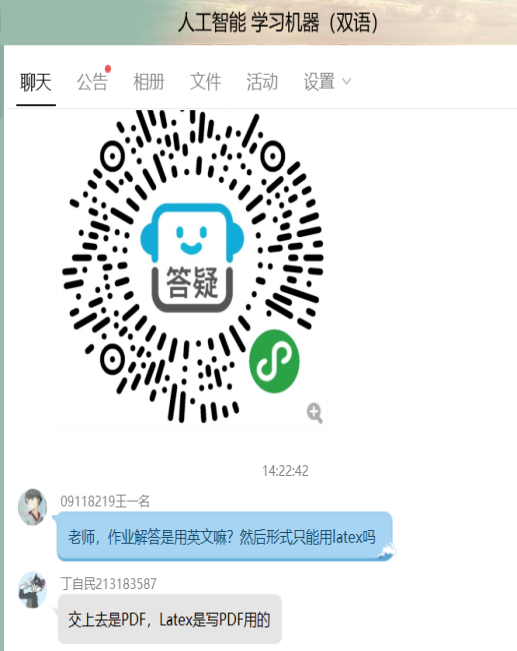 人工智能 学习机器（双语）
聊天 公告 相册 文件 活动 设置
答疑
14:22:42
09118219王一名
老师，作业解答是用英文嘛？然后形式只能用latex吗
丁自民213183587
交上去是PDF，Latex是写PDF用的